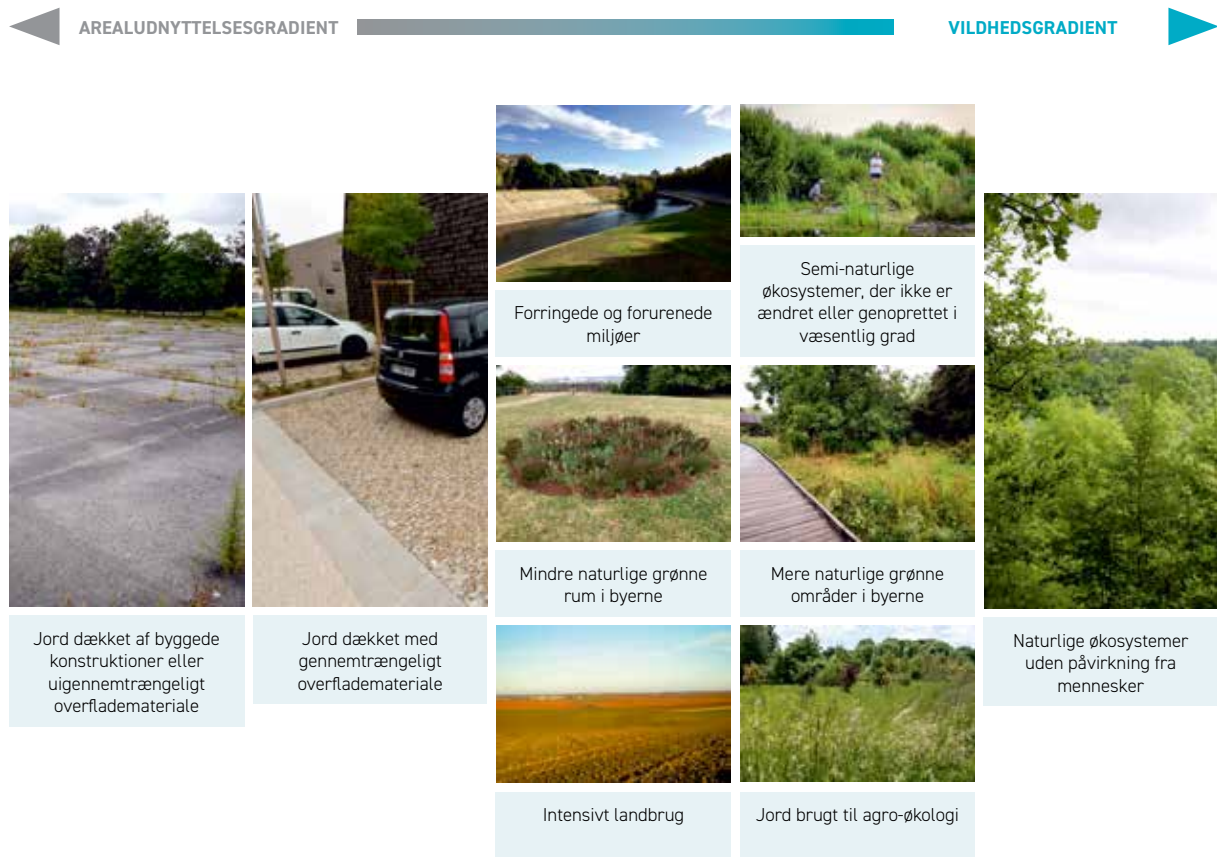 AREALUDNYTTELSESGRADIENT
VILDHEDSGRADIENT
Jord dækket af byggede
konstruktioner eller
uigennemtrængeligt
overflademateriale
Jord dækket med
gennemtrængeligt
overflademateriale
Forringede og forurenede
miljøer
Mindre naturlige grønne
rum i byerne
Intensivt landbrug
Semi-naturlige
økosystemer, der ikke er
ændret eller genoprettet i
væsentlig grad
Mere naturlige grønne
områder i byerne
Jord brugt til agro-økologi
Naturlige økosystemer
uden påvirkning fra
mennesker